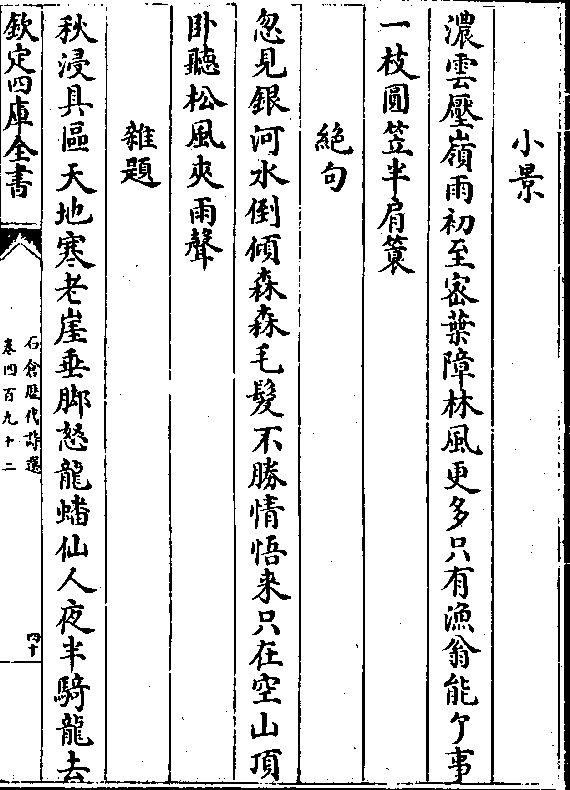 小景
濃雲壓嶺雨初至密葉障林風更多只有漁翁能了事
一枝圓笠半肩簑
絶句
忽見銀河水倒傾森森毛髮不勝情悟来只在空山頂
卧聽松風夾雨聲
雜題
秋浸具區天地寒老崖垂脚怒龍蟠仙人夜半騎龍去
欽定四庫全書
石倉歴代詩選
卷四百九十二
四十